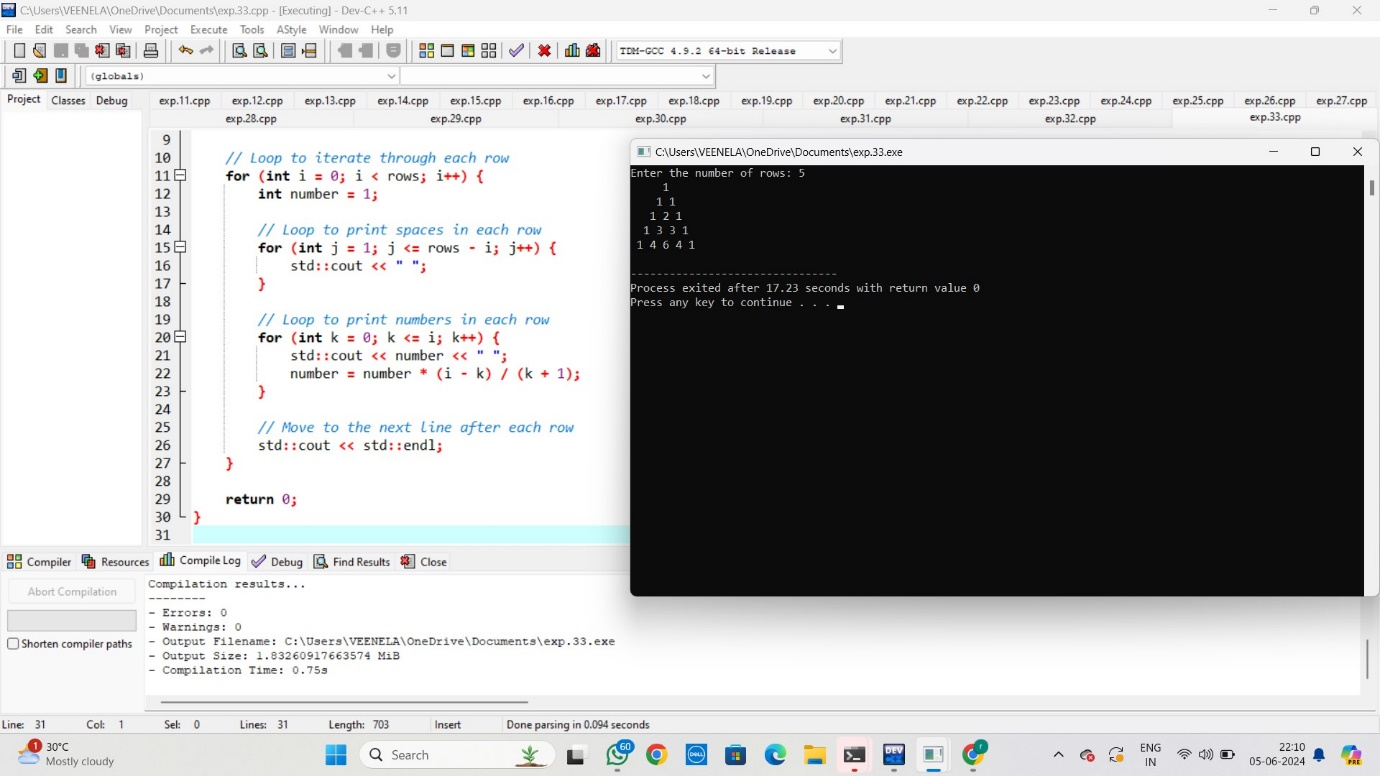 C:\Users\VEENELA\OneDrive\Documents\exp.33.cpp - [Executing] - Dev-C++ 5.11
File Edit Search View Project Execute Tools AStyle Window Help
TDM-GCC 4.9.2 64-bit Release
(globals)
Project Classes Debug
exp.11.cpp exp.12.cpp exp.13.cpp exp.14.cpp exp.15.cpp exp.16.cpp exp.17.cpp exp.18.cpp exp.19.cpp exp.20.cpp exp.21.cpp exp.22.cpp exp.23.cpp exp.24.cpp exp.25.cpp exp.26.cpp exp.27.cpp
exp.28.cpp exp.29.cpp exp.30.cpp exp.31.cpp exp.32.cpp exp.33.cpp
9
10 // Loop to iterate through each row
11 for (int i = 0; i < rows; i++) {
12 int number = 1;
13
14 // Loop to print spaces in each row
15 for (int j = 1; j <= rows - i; j++) {
16 std::cout << " ";
17 }
18
19 // Loop to print numbers in each row
20 for (int k = 0; k <= i; k++) {
21 std::cout << number << " ";
22 number = number * (i - k) / (k + 1);
23 }
24
25 // Move to the next line after each row
26 std::cout << std::endl;
27 }
28
29 return 0;
30 }
31
C:\Users\VEENELA\OneDrive\Documents\exp.33.exe
Enter the number of rows: 5
1
1 1
1 2 1
1 3 3 1
1 4 6 4 1
--------------------------------
Process exited after 17.23 seconds with return value 0
Press any key to continue . . .
Compiler Resources Compile Log Debug Find Results Close
Abort Compilation
Shorten compiler paths
Compilation results...
--------
- Errors: 0
- Warnings: 0
- Output Filename: C:\Users\VEENELA\OneDrive\Documents\exp.33.exe
- Output Size: 1.83260917663574 MiB
- Compilation Time: 0.75s
Line: 31 Col: 1 Sel: 0 Lines: 31 Length: 703 Insert Done parsing in 0.094 seconds
1
30°C
Mostly cloudy
Search
60
DELL
DEV
ENG
IN
22:10
05-06-2024
PRE